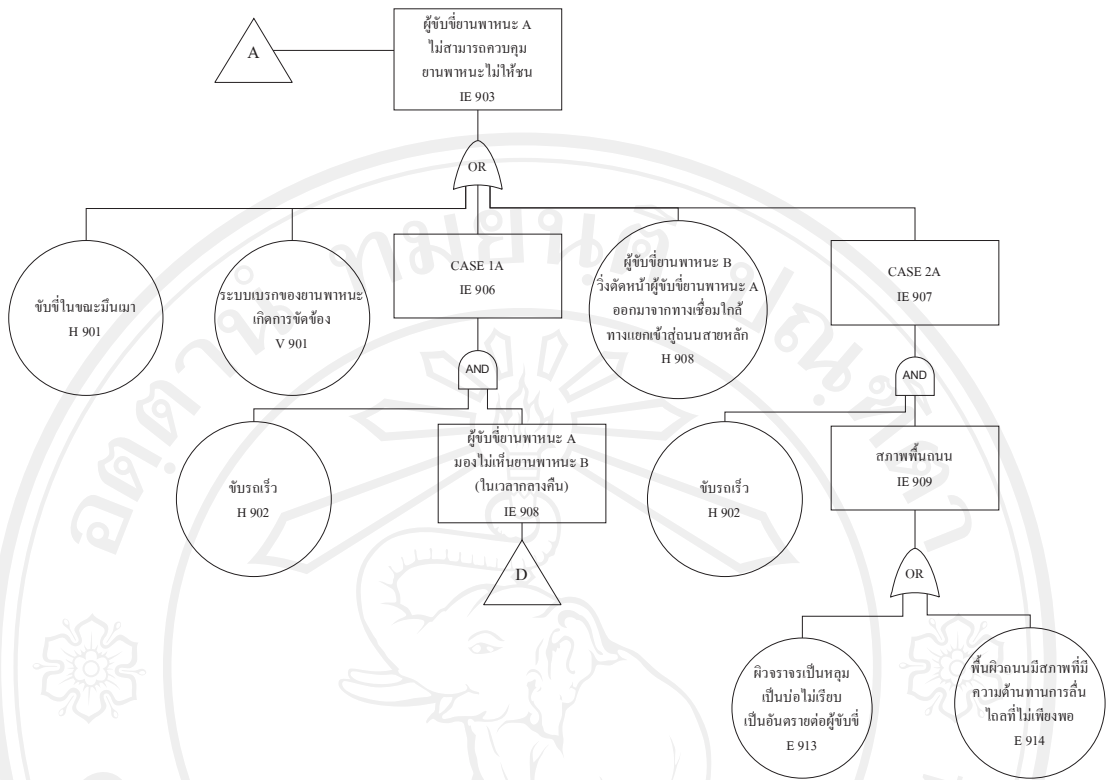 A
ผู้ขับขี่ยานพาหนะ A
ไม่สามารถควบคุม
ยานพาหนะไม่ให้ชน
IE 903
OR
ขับขี่ในขณะมึนเมา
H 901
ระบบเบรกของยานพาหนะ
เกิดการขัดข้อง
V 901
CASE 1A
IE 906
ผู้ขับขี่ยานพาหนะ B
วิ่งตัดหน้าผู้ขับขี่ยานพาหนะ A
ออกมาจากทางเชื่อมใกล้
ทางแยกเข้าสู่ถนนสายหลัก
H 908
CASE 2A
IE 907
AND
AND
ขับรถเร็ว
H 902
ผู้ขับขี่ยานพาหนะ A
มองไม่เห็นยานพาหนะ B
(ในเวลากลางคืน)
IE 908
D
ขับรถเร็ว
H 902
สภาพพื้นถนน
IE 909
OR
ผิวจราจรเป็นหลุม
เป็นบ่อไม่เรียบ
เป็นอันตรายต่อผู้ขับขี่
E 913
พื้นผิวถนนมีสภาพที่มี
ความต้านทานการลื่น
ไถลที่ไม่เพียงพอ
E 914